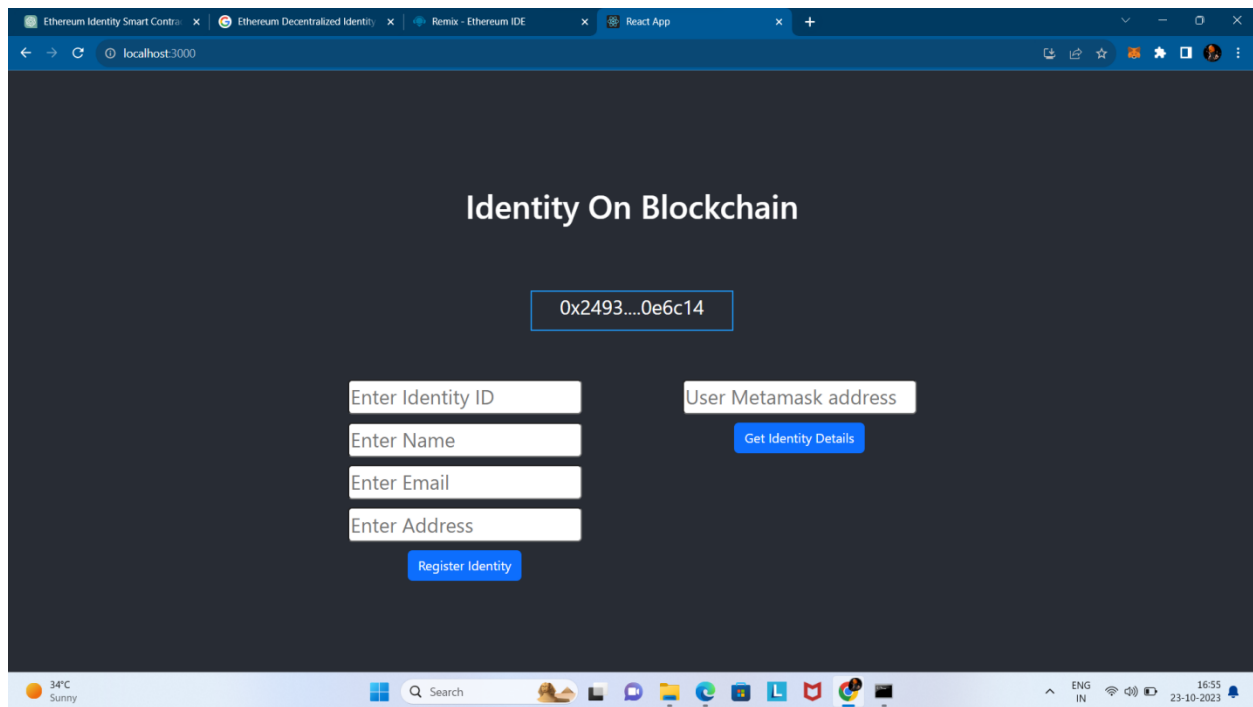 Ethereum Identity Smart Contra
Ethereum Decentralized Identity
Remix - Ethereum IDE
React App
localhost:3000
Identity On Blockchain
0x2493....0e6c14
Enter Identity ID
User Metamask address
Enter Name
Get Identity Details
Enter Email
Enter Address
Register Identity
34°C
Sunny
Search
ENG
IN
16:55
23-10-2023